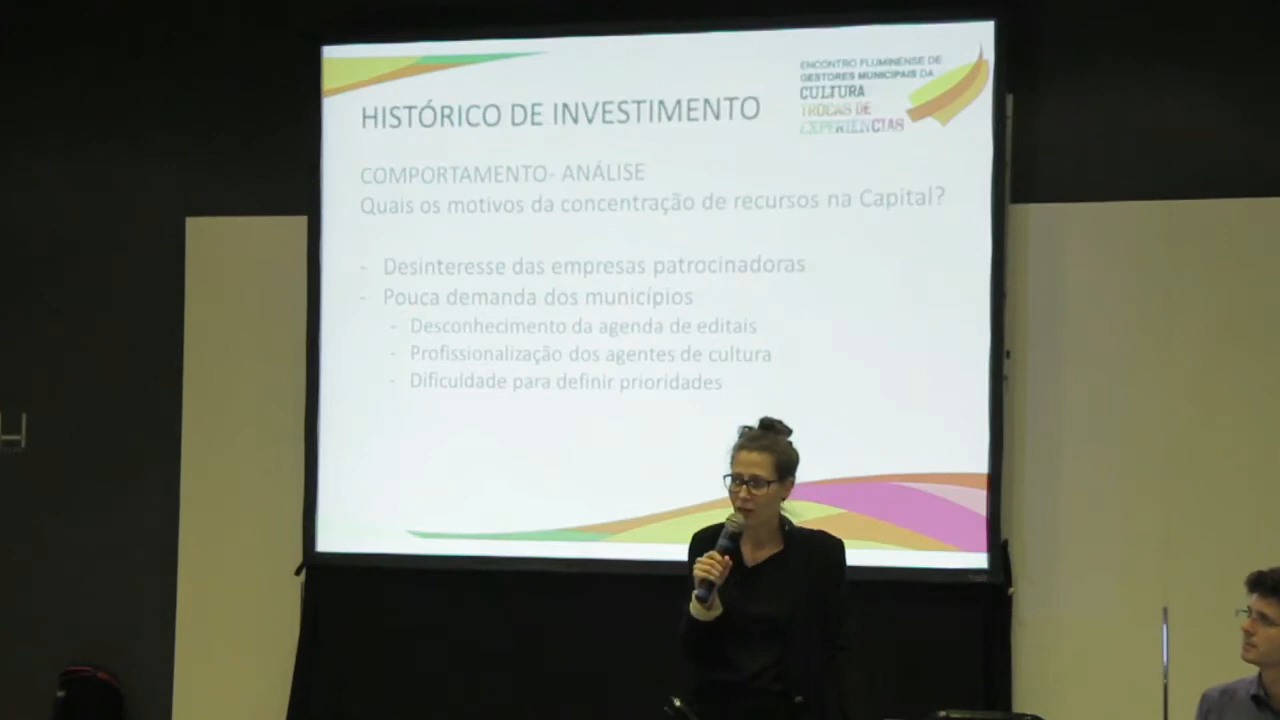 ENCONTRO FLUMINENSE DE
GESTORES MUNICIPAIS DA
CULTURA
TROCAS DE
EXPERIÊNCIAS
HISTÓRICO DE INVESTIMENTO
COMPORTAMENTO- ANÁLISE
Quais os motivos da concentração de recursos na Capital?
- Desinteresse das empresas patrocinadoras
- Pouca demanda dos municípios
- Desconhecimento da agenda de editais
- Profissionalização dos agentes de cultura
- Dificuldade para definir prioridades
H